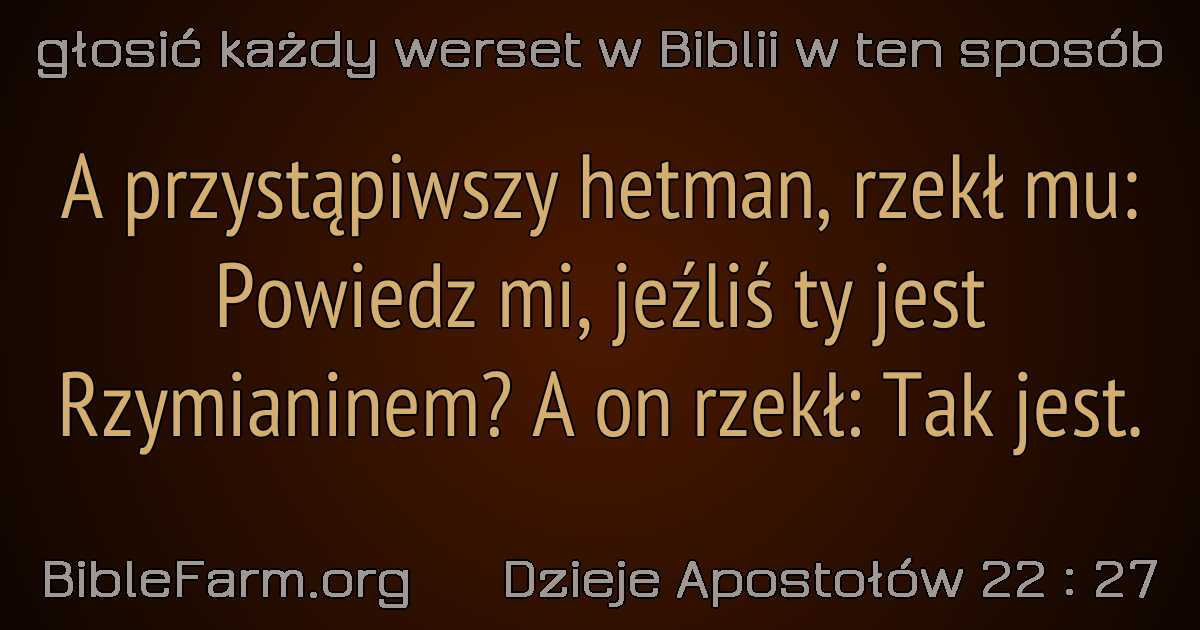 głosić każdy werset w Biblii w ten sposób
A przystąpiwszy hetman, rzekł mu:
Powiedz mi, jeźliś ty jest
Rzymianinem? A on rzekł: Tak jest.
BibleFarm.org Dzieje Apostołów 22 : 27